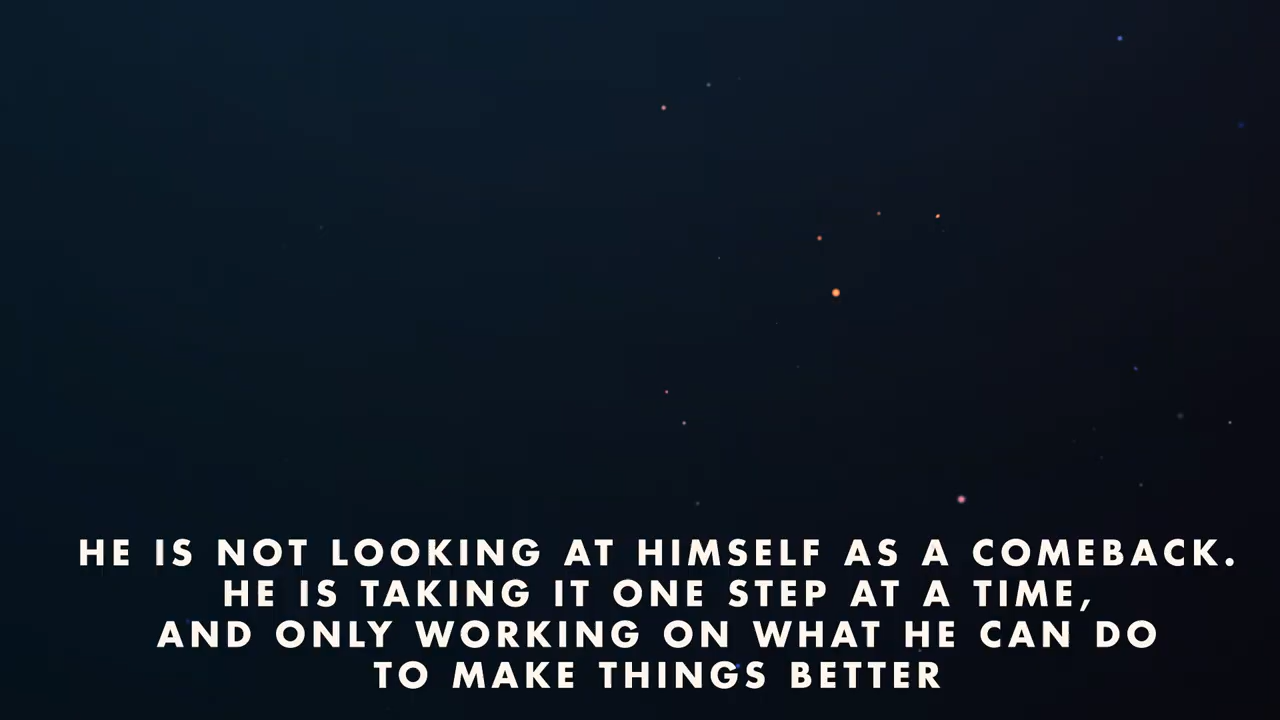 HE IS NOT LOOKING AT HIMSELF AS A COMEBACK.
HE IS TAKING IT ONE STEP AT A TIME,
AND ONLY WORKING ON WHAT HE CAN DO
TO MAKE THINGS BETTER